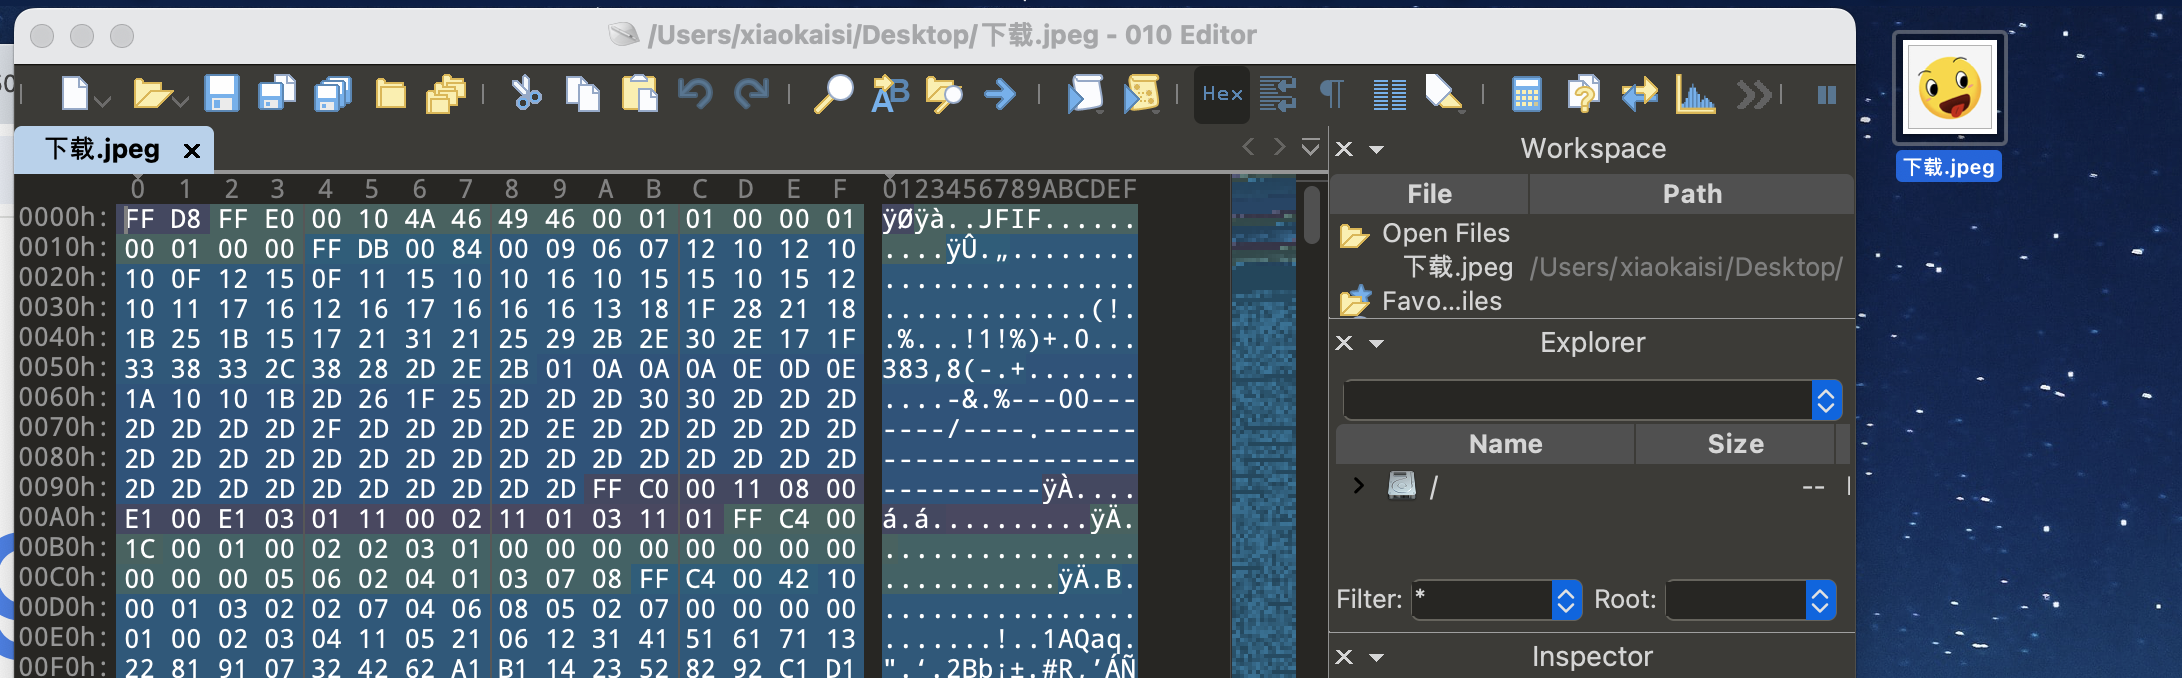 /Users/xiaokaisi/Desktop/下载.jpeg - 010 Editor
Hex
下载.jpeg
0 1 2 3 4 5 6 7 8 9 A B C D E F 0123456789ABCDEF
0000h: FF D8 FF E0 00 10 4A 46 49 46 00 01 01 00 00 01 ÿØÿà..JFIF......
0010h: 00 01 00 00 FF DB 00 84 00 09 06 07 12 10 12 10 ....ÿÛ.„........
0020h: 10 0F 12 15 0F 11 15 10 10 16 10 15 15 10 15 12 ................
0030h: 10 11 17 16 12 16 17 16 16 16 13 18 1F 28 21 18 .............(!.
0040h: 1B 25 1B 15 17 21 31 21 25 29 2B 2E 30 2E 17 1F .%...!1!%)+.0...
0050h: 33 38 33 2C 38 28 2D 2E 2B 01 0A 0A 0A 0E 0D 0E 383,8(-.+.......
0060h: 1A 10 10 1B 2D 26 1F 25 2D 2D 2D 30 30 2D 2D 2D ....-&.%---00---
0070h: 2D 2D 2D 2D 2F 2D 2D 2D 2D 2E 2D 2D 2D 2D 2D 2D ----/----.------
0080h: 2D 2D 2D 2D 2D 2D 2D 2D 2D 2D 2D 2D 2D 2D 2D 2D ----------------
0090h: 2D 2D 2D 2D 2D 2D 2D 2D 2D 2D FF C0 00 11 08 00 ----------ÿÀ....
00A0h: E1 00 E1 03 01 11 00 02 11 01 03 11 01 FF C4 00 á.á..........ÿÄ.
00B0h: 1C 00 01 00 02 02 03 01 00 00 00 00 00 00 00 00 ................
00C0h: 00 00 00 05 06 02 04 01 03 07 08 FF C4 00 42 10 ...........ÿÄ.B.
00D0h: 00 01 03 02 02 07 04 06 08 05 02 07 00 00 00 00 ................
00E0h: 01 00 02 03 04 11 05 21 06 12 31 41 51 61 71 13 .......!..1AQaq.
00F0h: 22 81 91 07 32 42 62 A1 B1 14 23 52 82 92 C1 D1 ".‘.2Bb¡±.#R‚’ÁÑ
Workspace
File Path
Open Files
下载.jpeg /Users/xiaokaisi/Desktop/
Favo...iles
Explorer
Name Size
/ --
Filter: * Root:
Inspector
下载.jpeg